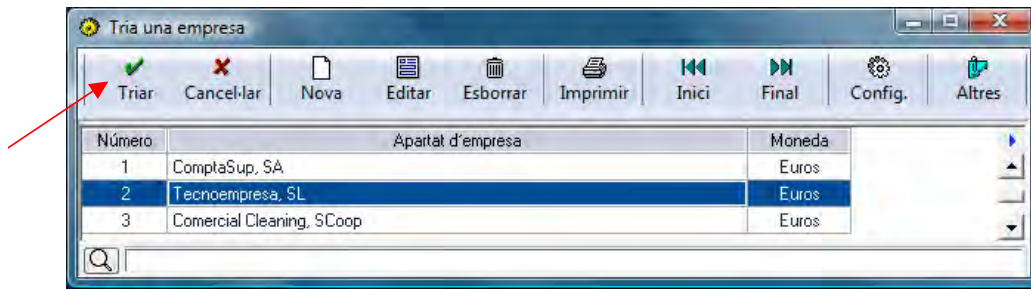 Tria una empresa
Triar Cancel·lar Nova Editar Esborrar Imprimir Inici Final Config. Altres
Número Apartat d'empresa Moneda
1 ComptaSup, SA Euros
2 Tecnoempresa, SL Euros
3 Comercial Cleaning, SCoop Euros